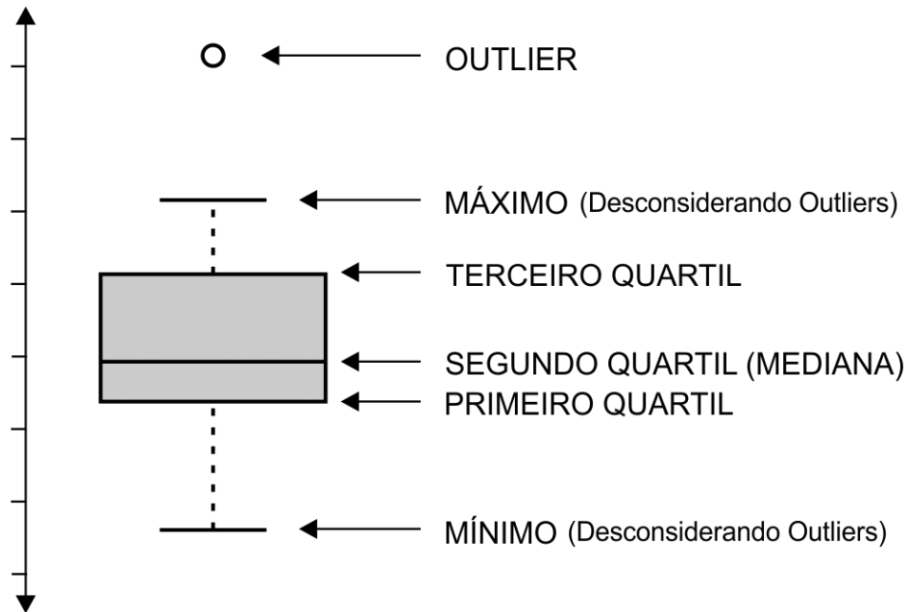 OUTLIER
MÁXIMO (Desconsiderando Outliers)
TERCEIRO QUARTIL
SEGUNDO QUARTIL (MEDIANA)
PRIMEIRO QUARTIL
MÍNIMO (Desconsiderando Outliers)